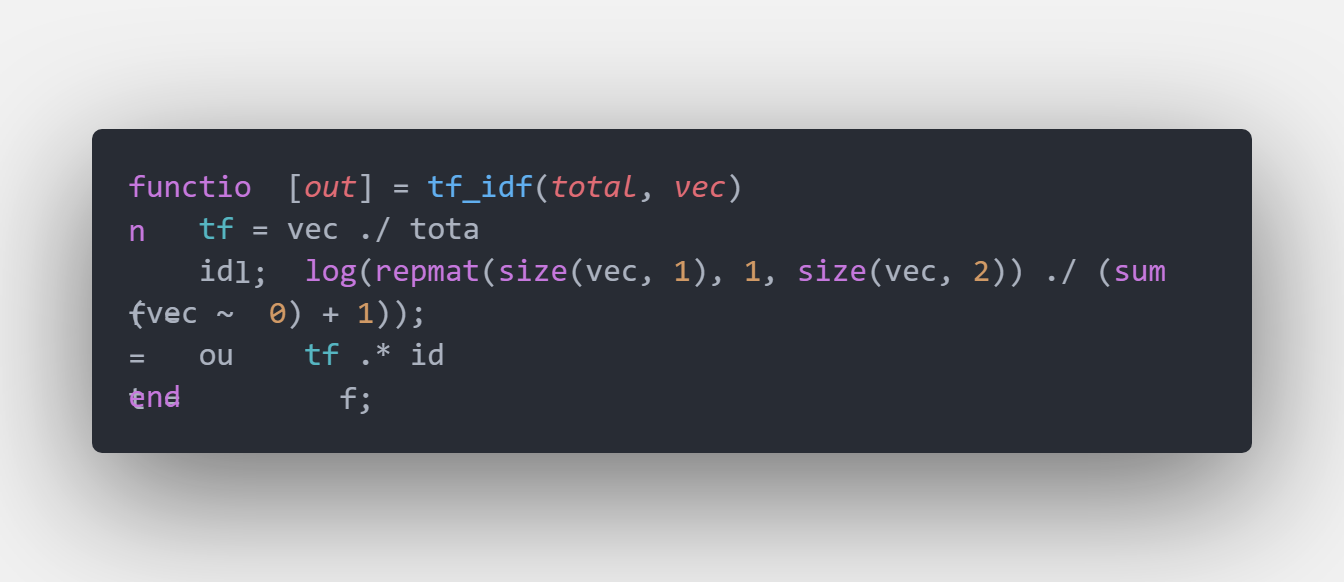 functio  [out] = tf_idf(total, vec)
n   tf = vec ./ tota
    idl;  log(repmat(size(vec, 1), 1, size(vec, 2)) ./ (sum
(vec ~  0) + 1));
=   ou    tf .* id
end         f;